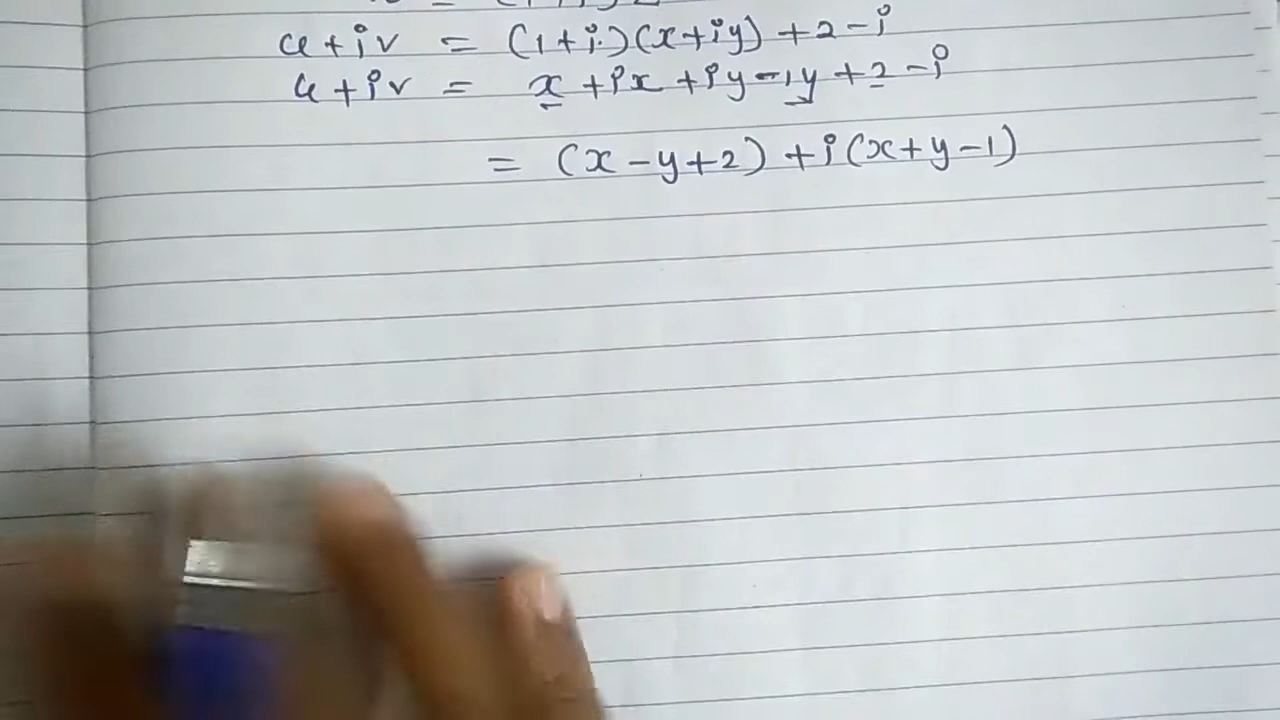 u + iv = (1+i)(x+iy) + 2 - i
u + iv = x + ix + iy - 1y + 2 - i
= (x - y + 2) + i(x + y - 1)